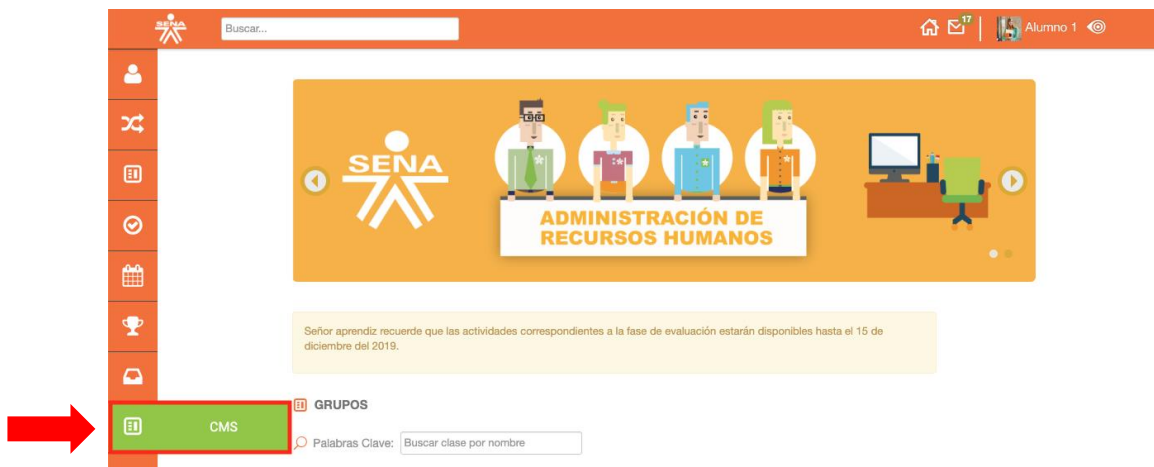 SENA
Buscar...
17
Alumno 1
SENA
ADMINISTRACIÓN DE
RECURSOS HUMANOS
Señor aprendiz recuerde que las actividades correspondientes a la fase de evaluación estarán disponibles hasta el 15 de
diciembre del 2019.
GRUPOS
CMS
Palabras Clave: Buscar clase por nombre